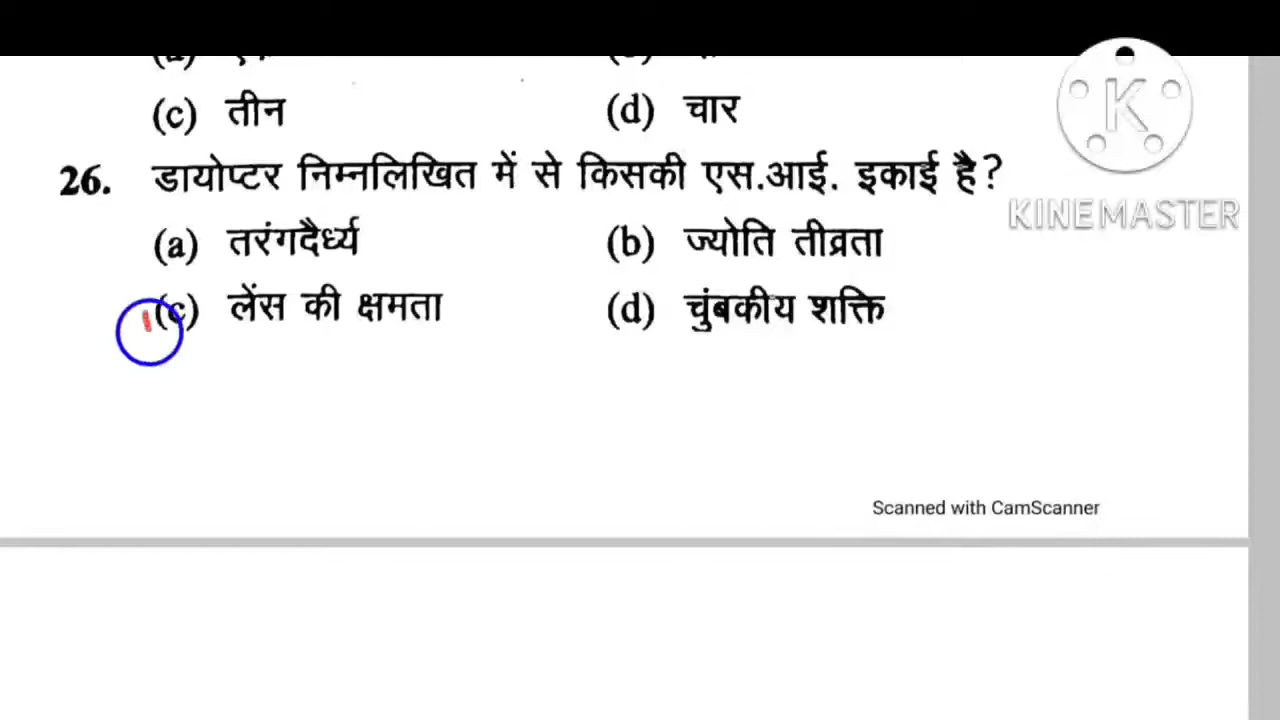 (c) तीन (d) चार
26. डायोप्टर निम्नलिखित में से किसकी एस.आई. इकाई है?
(a) तरंगदैर्ध्य (b) ज्योति तीव्रता
(c) लेंस की क्षमता (d) चुंबकीय शक्ति
K
KINEMASTER
Scanned with CamScanner